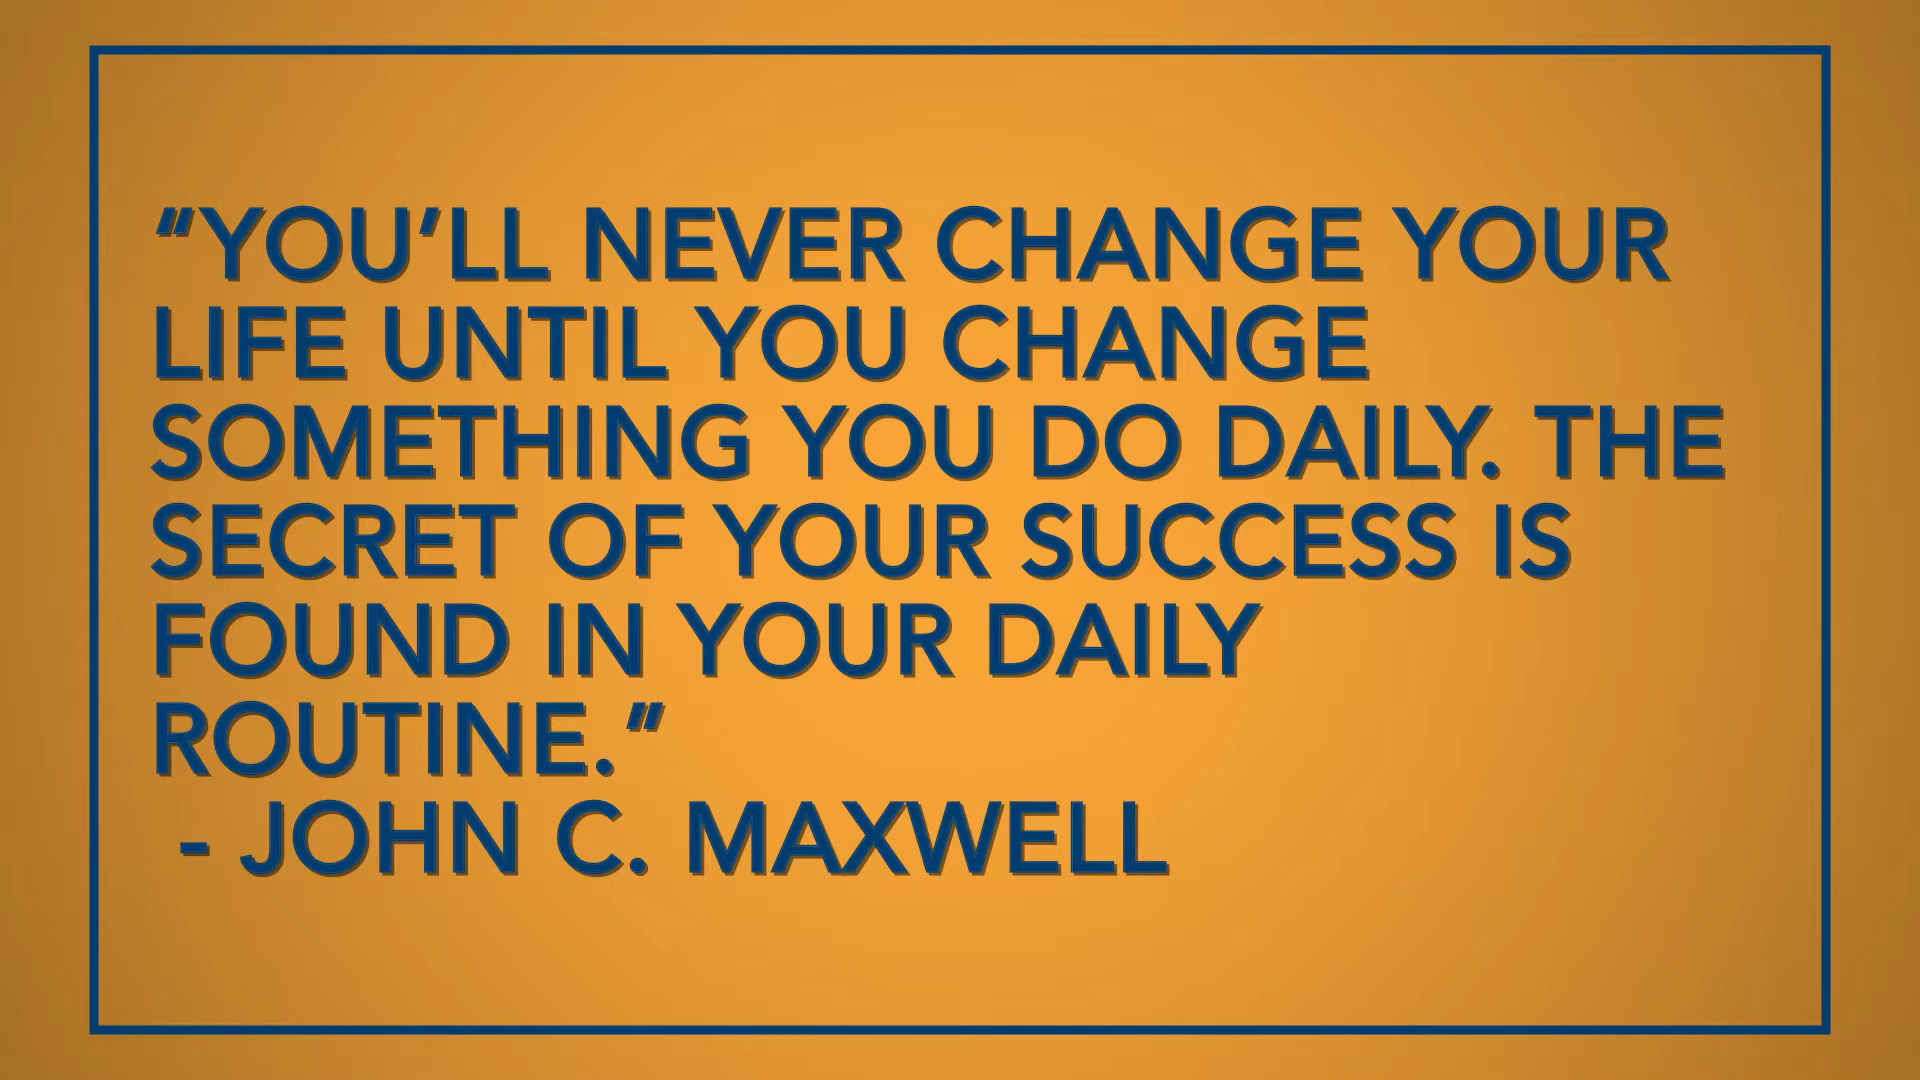 “YOU’LL NEVER CHANGE YOUR
LIFE UNTIL YOU CHANGE
SOMETHING YOU DO DAILY. THE
SECRET OF YOUR SUCCESS IS
FOUND IN YOUR DAILY
ROUTINE.”
- JOHN C. MAXWELL